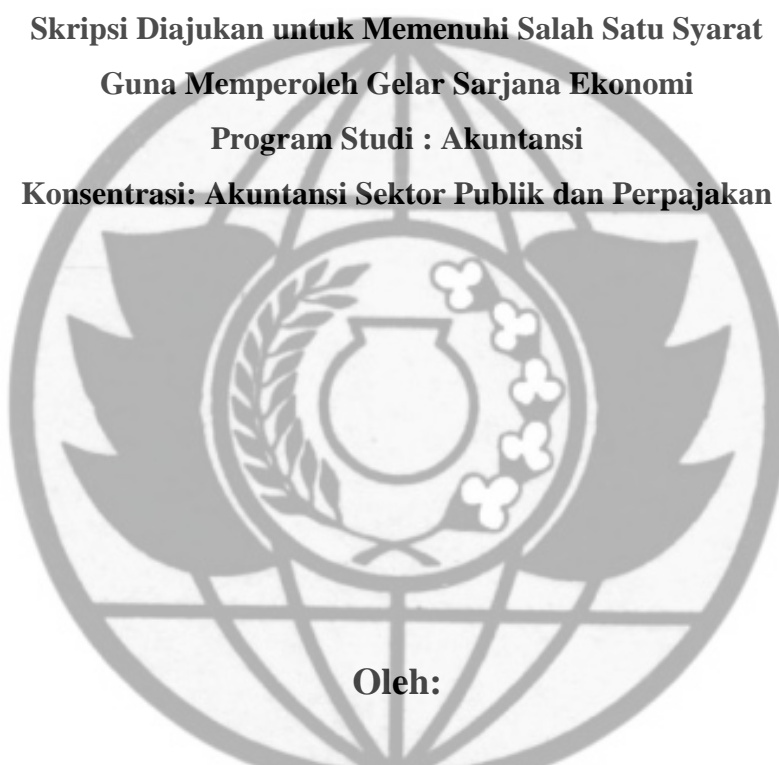 Skripsi Diajukan untuk Memenuhi Salah Satu Syarat
Guna Memperoleh Gelar Sarjana Ekonomi
Program Studi : Akuntansi
Konsentrasi: Akuntansi Sektor Publik dan Perpajakan
Oleh: